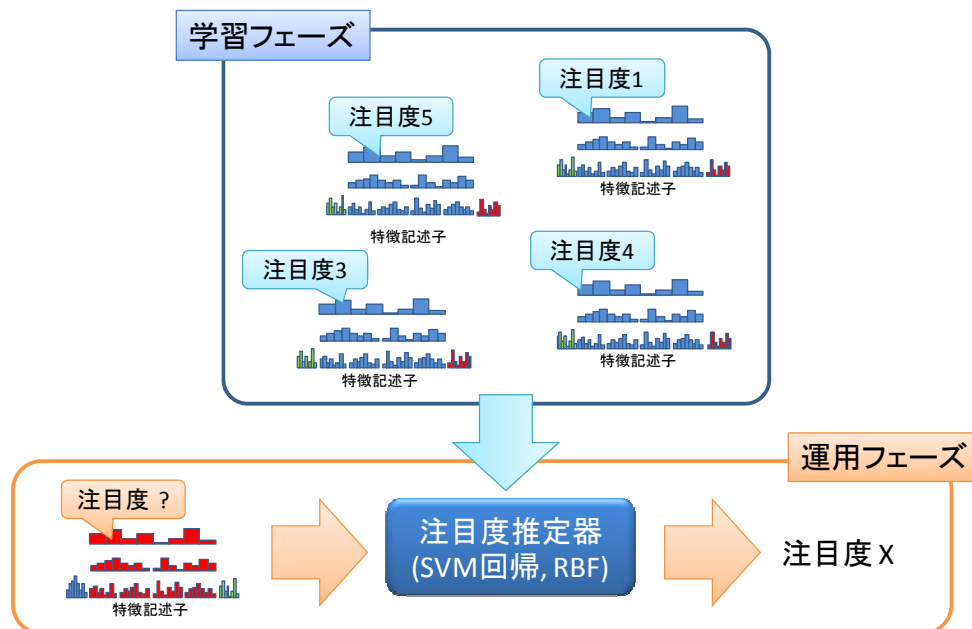 学習フェーズ
注目度1
注目度5
特徴記述子
特徴記述子
注目度3
注目度4
特徴記述子
特徴記述子
運用フェーズ
注目度 ?
特徴記述子
注目度推定器
(SVM回帰, RBF)
注目度 X